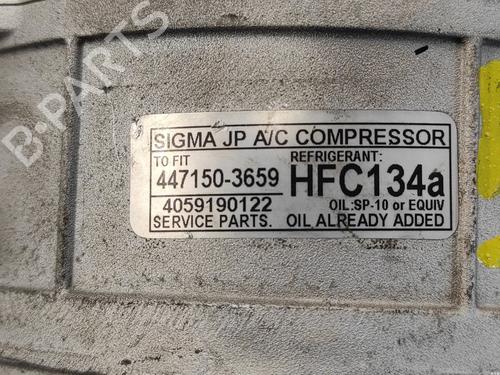 SIGMA JP A/C COMPRESSOR
TO FIT
447150-3659
4059190122
SERVICE PARTS.
REFRIGERANT:
HFC134a
OIL:SP-10 or EQUIV
OIL ALREADY ADDED
B-PARTS